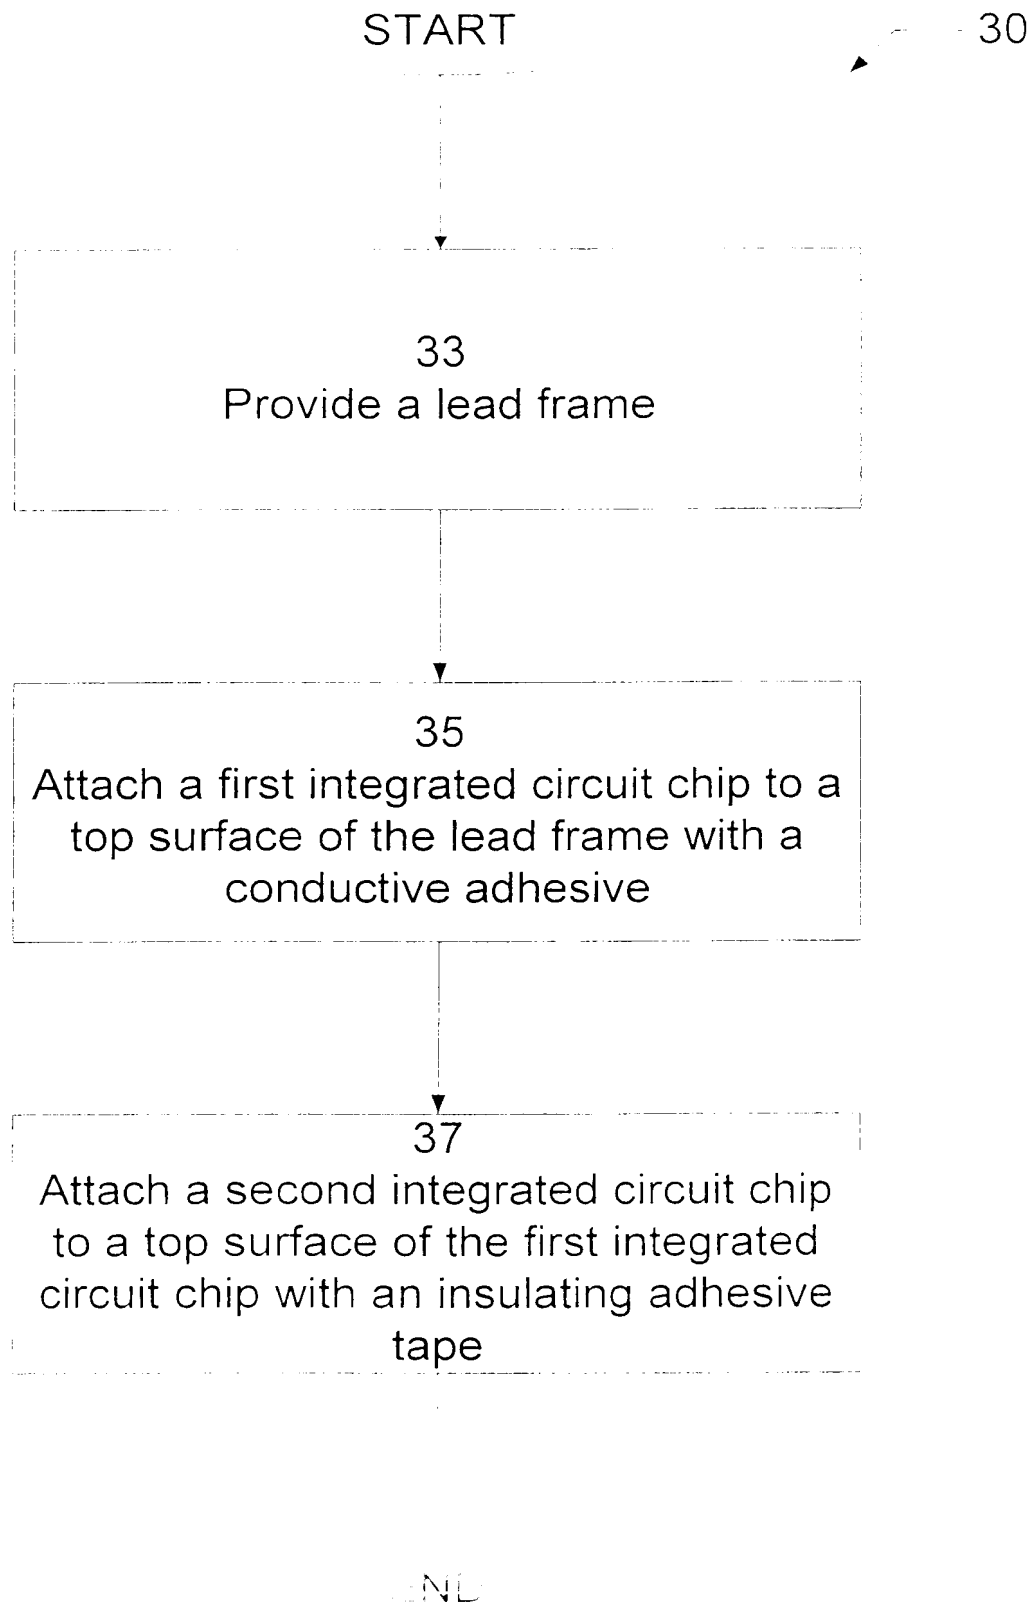 START
30
33
Provide a lead frame
35
Attach a first integrated circuit chip to a
top surface of the lead frame with a
conductive adhesive
37
Attach a second integrated circuit chip
to a top surface of the first integrated
circuit chip with an insulating adhesive
tape
END